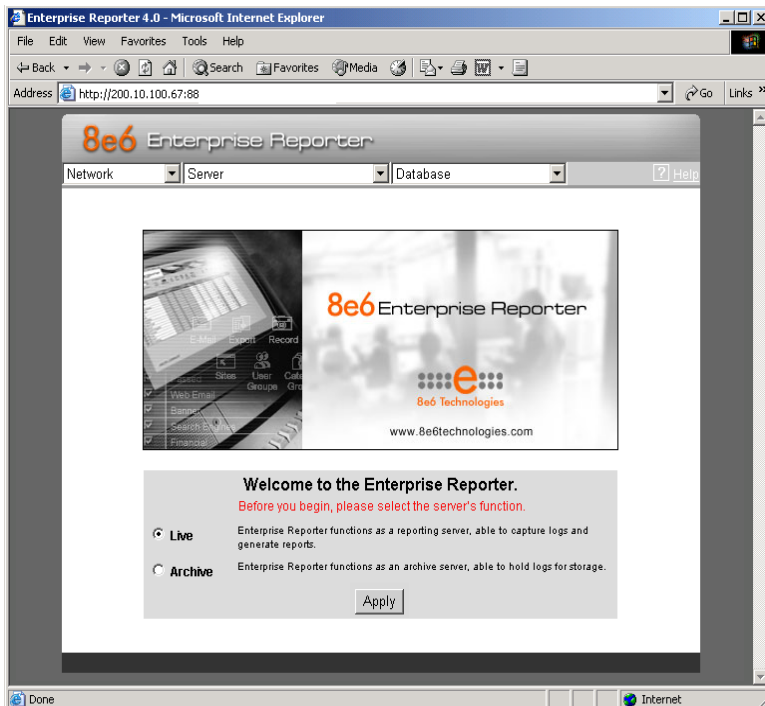 Enterprise Reporter 4.0 - Microsoft Internet Explorer
File Edit View Favorites Tools Help
Back Search Favorites Media
Address http://200.10.100.67:88 Go Links »
8e6 Enterprise Reporter
Network Server Database ? Help
8e6 Enterprise Reporter
E-Mail Export Record
Sites User Groups
Web Email
Banner
Search Engines
Financial
e
8e6 Technologies
www.8e6technologies.com
Welcome to the Enterprise Reporter.
Before you begin, please select the server's function.
Live Enterprise Reporter functions as a reporting server, able to capture logs and
generate reports.
Archive Enterprise Reporter functions as an archive server, able to hold logs for storage.
Apply
Done Internet